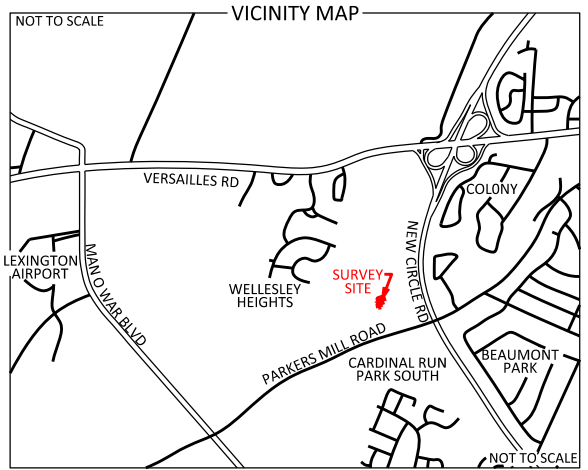 VICINITY MAP
NOT TO SCALE
VERSAILLES RD
COLONY
LEXINGTON
AIRPORT
MAN O WAR BLVD
WELLESLEY
HEIGHTS
SURVEY
SITE
NEW CIRCLE RD
PARKERS MILL ROAD
CARDINAL RUN
PARK SOUTH
BEAUMONT
PARK
NOT TO SCALE